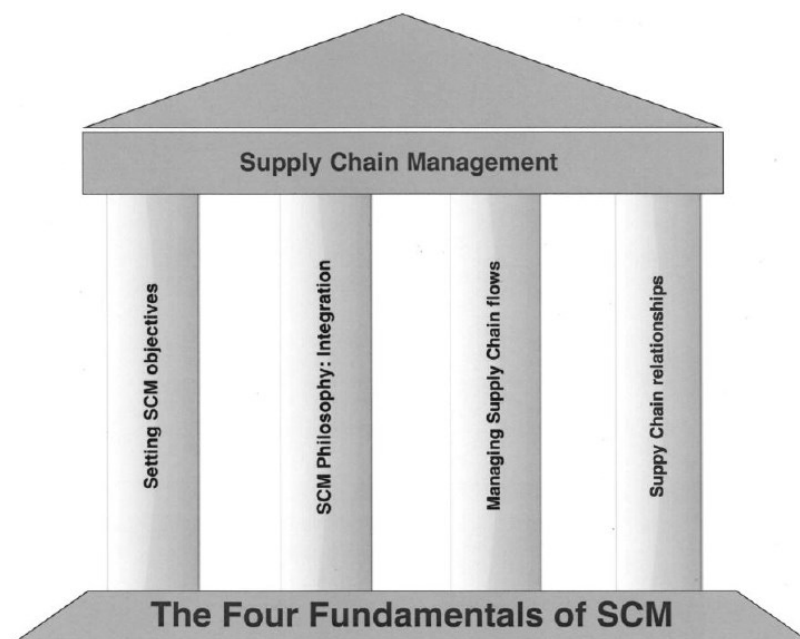 Supply Chain Management
Setting SCM objectives
SCM Philosophy: Integration
Managing Supply Chain flows
Suppy Chain relationships
The Four Fundamentals of SCM